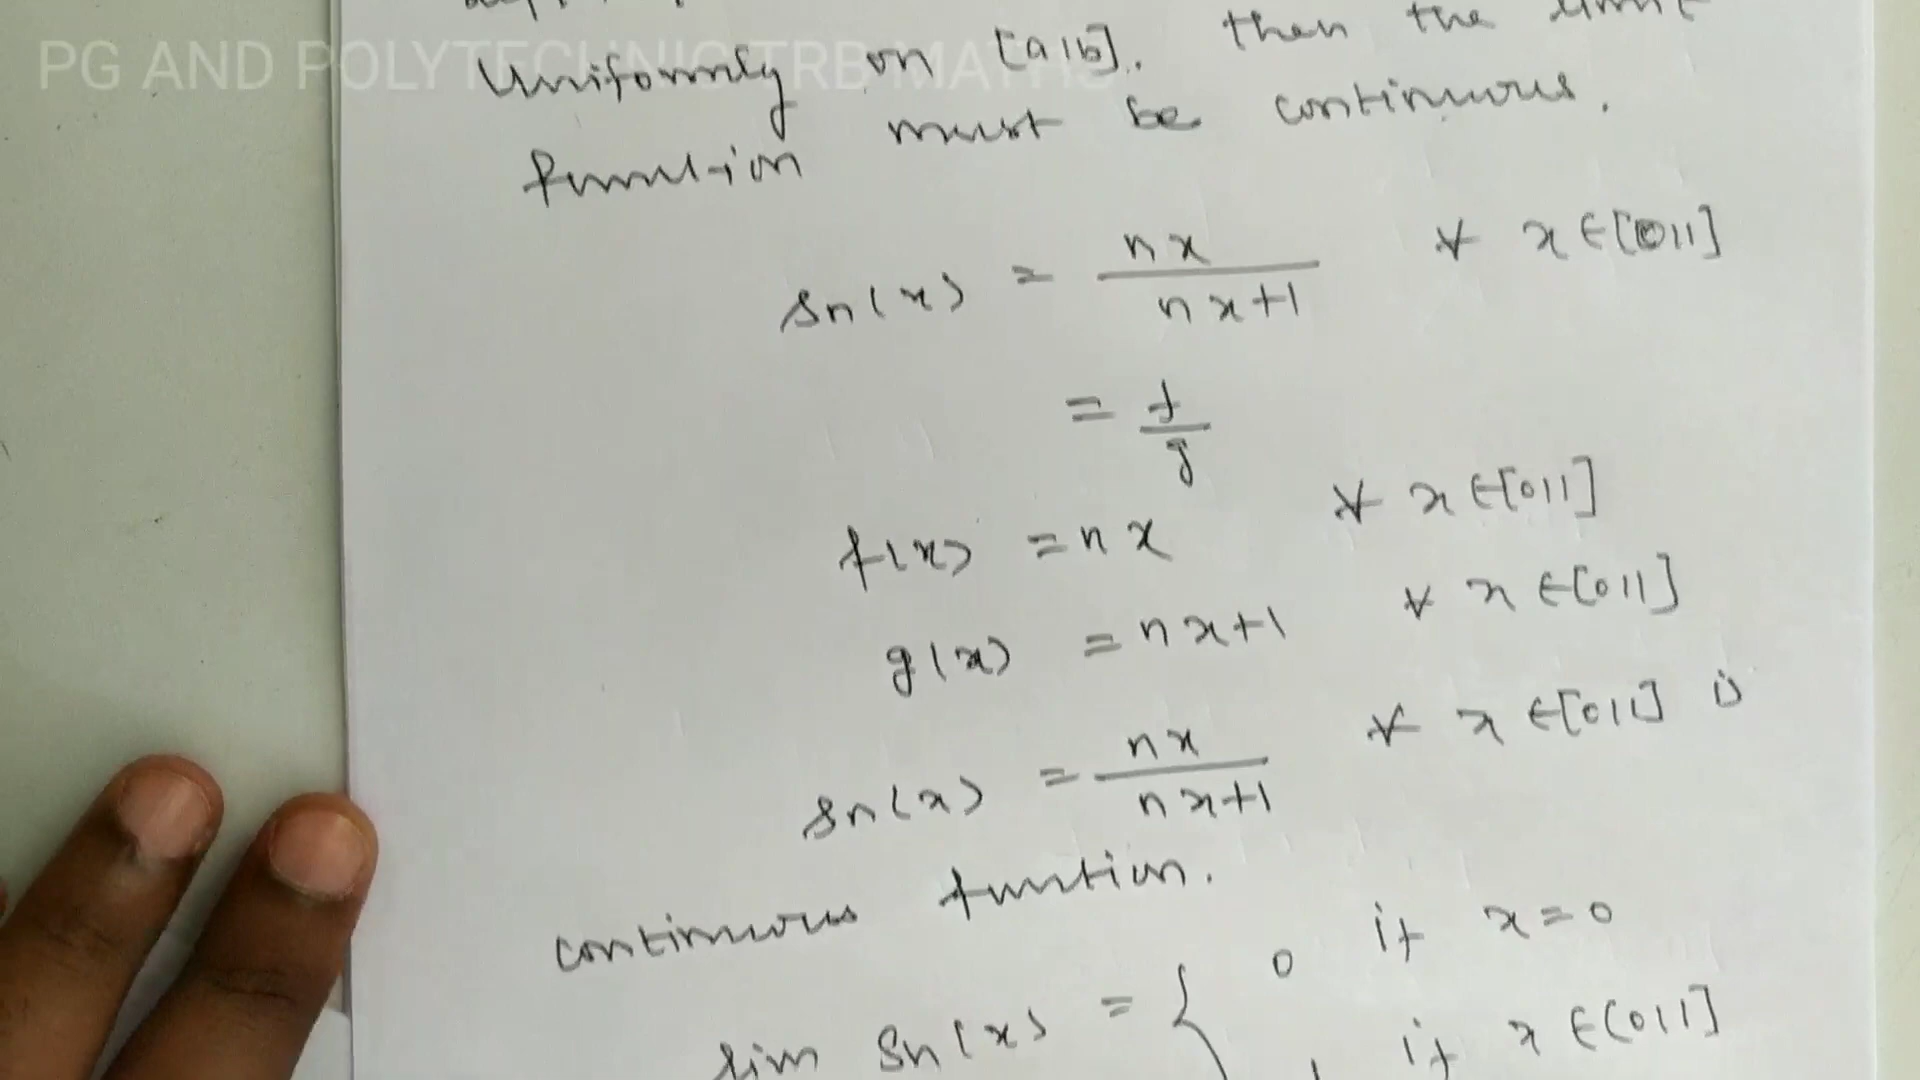 PG AND POLYTECHNIC TRB MATHS
then the limit
Uniformly on [a,b].
function must be continuous.
Sn(x) = nx / nx+1 ∀ x ∈ [0,1]
= f / g
f(x) = nx ∀ x ∈ [0,1]
g(x) = nx+1 ∀ x ∈ [0,1]
Sn(x) = nx / nx+1 ∀ x ∈ [0,1] is
continuous function.
lim Sn(x) = { 0 if x=0
if x ∈ (0,1]